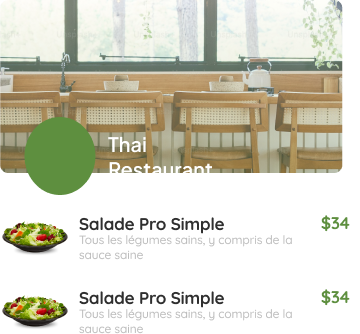 Thai
Restaurant
Salade Pro Simple
$34
Tous les légumes sains, y compris de la
sauce saine
Salade Pro Simple
$34
Tous les légumes sains, y compris de la
sauce saine